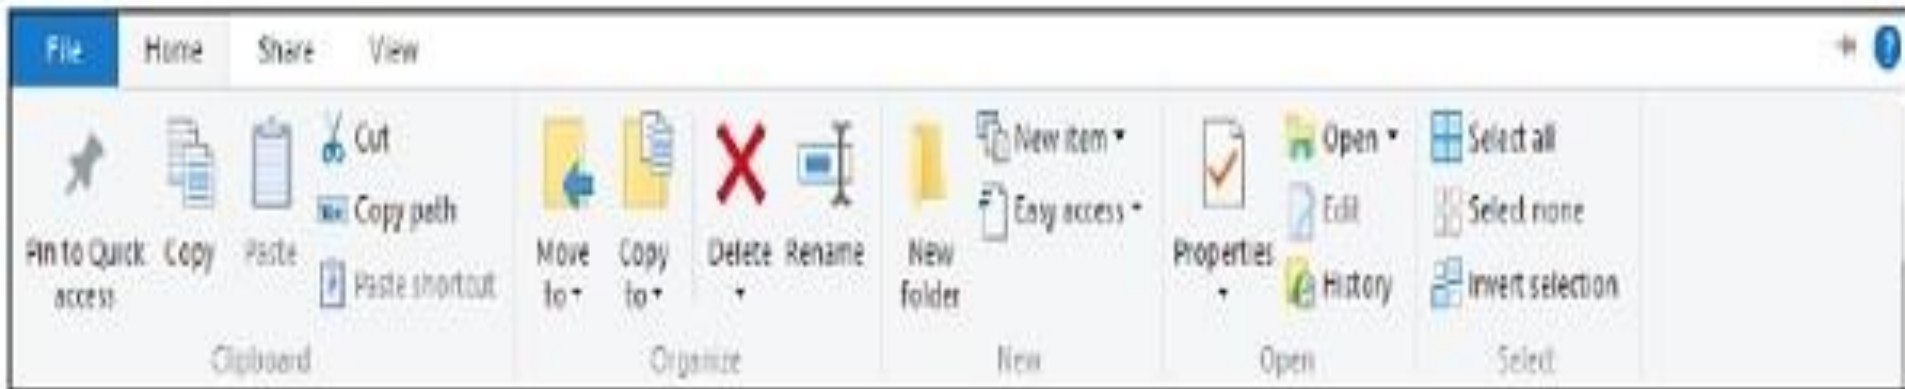 File Home Share View
?
Pin to Quick access
Copy
Paste
Cut
Copy path
Paste shortcut
Clipboard
Move to
Copy to
Delete
Rename
Organize
New folder
New item
Easy access
New
Properties
Open
Edit
History
Open
Select all
Select none
Invert selection
Select